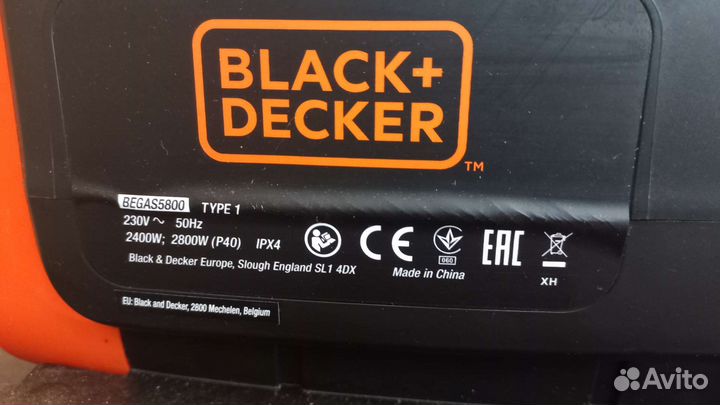 BLACK+
DECKER
TM
BEGAS5800 TYPE 1
230V ~ 50Hz
2400W; 2800W (P40) IPX4
Black & Decker Europe, Slough England SL1 4DX
CE
060
EAC
Made in China
XH
EU: Black and Decker, 2800 Mechelen, Belgium
Avito